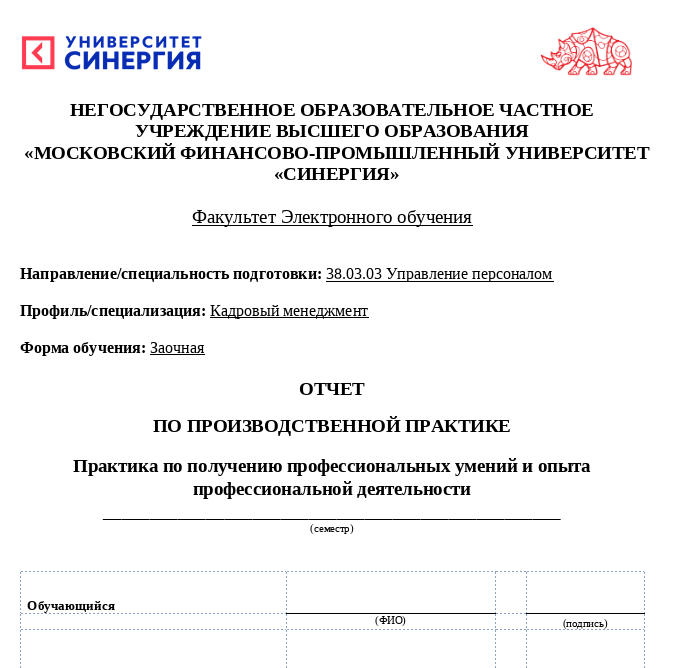 УНИВЕРСИТЕТ
СИНЕРГИЯ
НЕГОСУДАРСТВЕННОЕ ОБРАЗОВАТЕЛЬНОЕ ЧАСТНОЕ
УЧРЕЖДЕНИЕ ВЫСШЕГО ОБРАЗОВАНИЯ
«МОСКОВСКИЙ ФИНАНСОВО-ПРОМЫШЛЕННЫЙ УНИВЕРСИТЕТ
«СИНЕРГИЯ»
Факультет Электронного обучения
Направление/специальность подготовки: 38.03.03 Управление персоналом
Профиль/специализация: Кадровый менеджмент
Форма обучения: Заочная
ОТЧЕТ
ПО ПРОИЗВОДСТВЕННОЙ ПРАКТИКЕ
Практика по получению профессиональных умений и опыта
профессиональной деятельности
(семестр)
Обучающийся
(ФИО) (подпись)